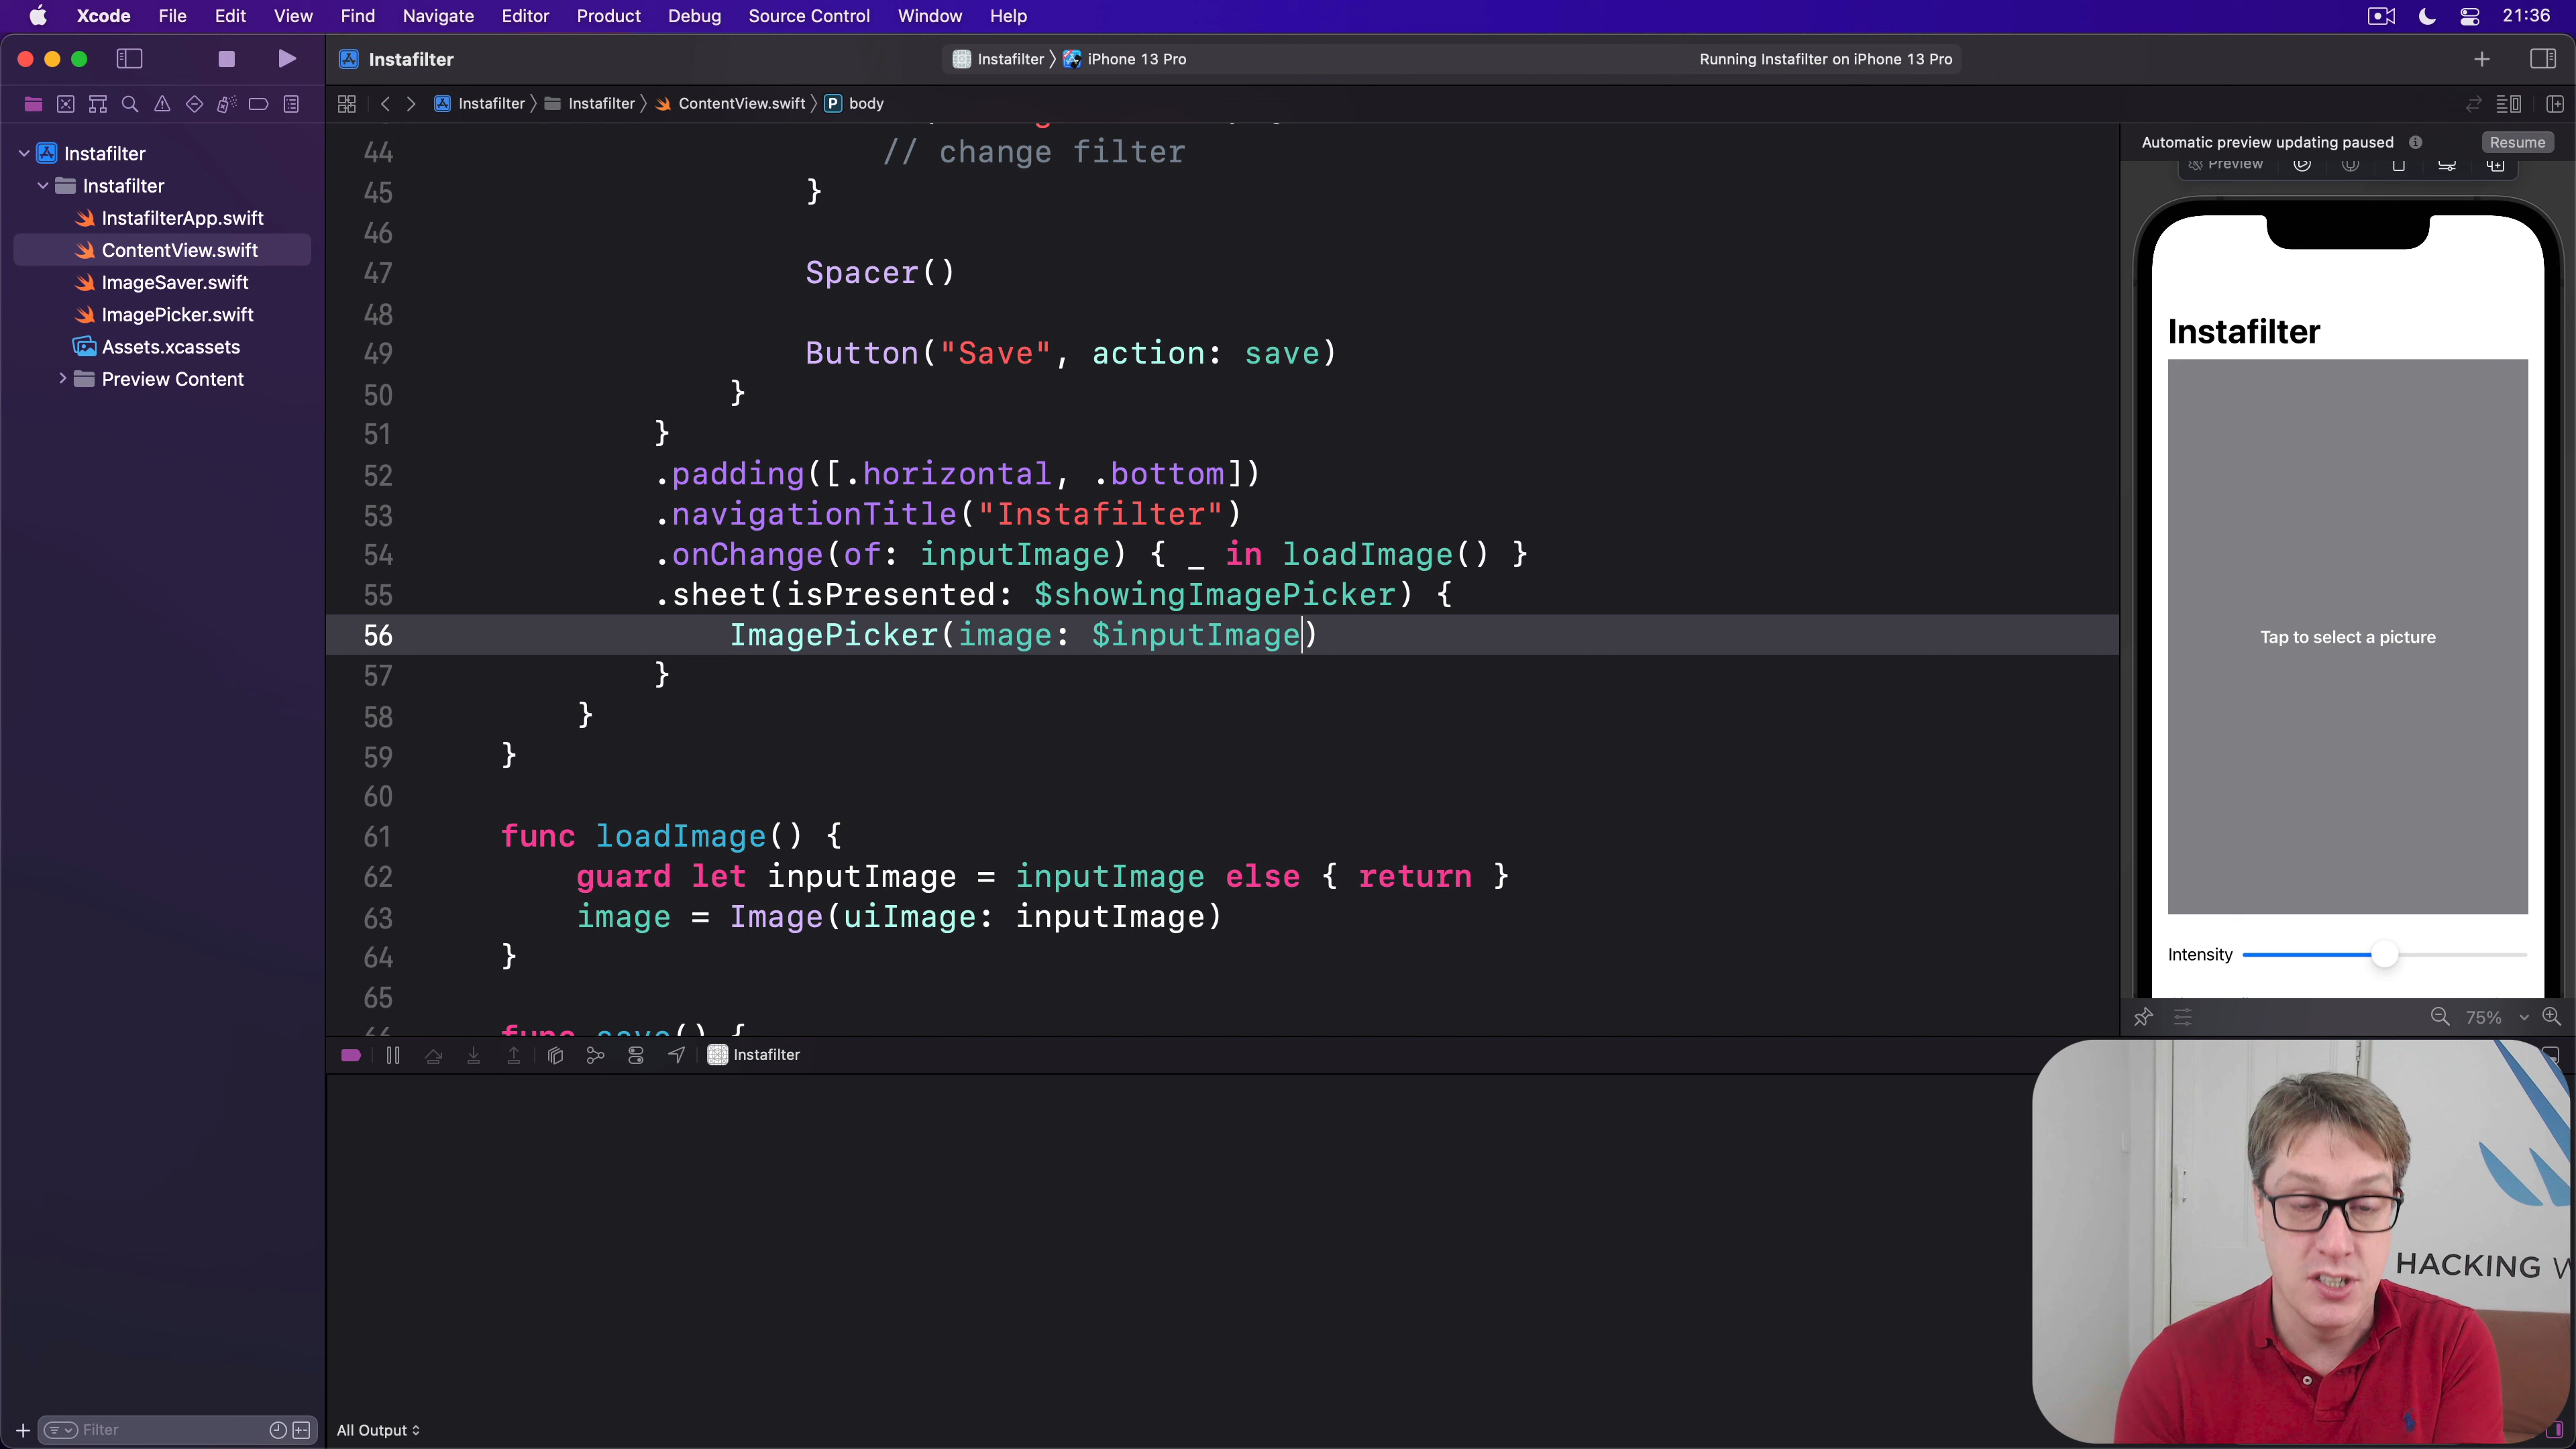 Xcode File Edit View Find Navigate Editor Product Debug Source Control Window Help 21:36
Instafilter Instafilter iPhone 13 Pro Running Instafilter on iPhone 13 Pro
Instafilter Instafilter ContentView.swift P body
Instafilter
Instafilter
InstafilterApp.swift
ContentView.swift
ImageSaver.swift
ImagePicker.swift
Assets.xcassets
Preview Content
Filter
44 // change filter
45 }
46
47 Spacer()
48
49 Button("Save", action: save)
50 }
51 }
52 .padding([.horizontal, .bottom])
53 .navigationTitle("Instafilter")
54 .onChange(of: inputImage) { _ in loadImage() }
55 .sheet(isPresented: $showingImagePicker) {
56 ImagePicker(image: $inputImage)
57 }
58 }
59 }
60
61 func loadImage() {
62 guard let inputImage = inputImage else { return }
63 image = Image(uiImage: inputImage)
64 }
65
66 func save() {
Automatic preview updating paused Resume
Preview
Instafilter
Tap to select a picture
Intensity
75%
Instafilter
All Output
HACKING W